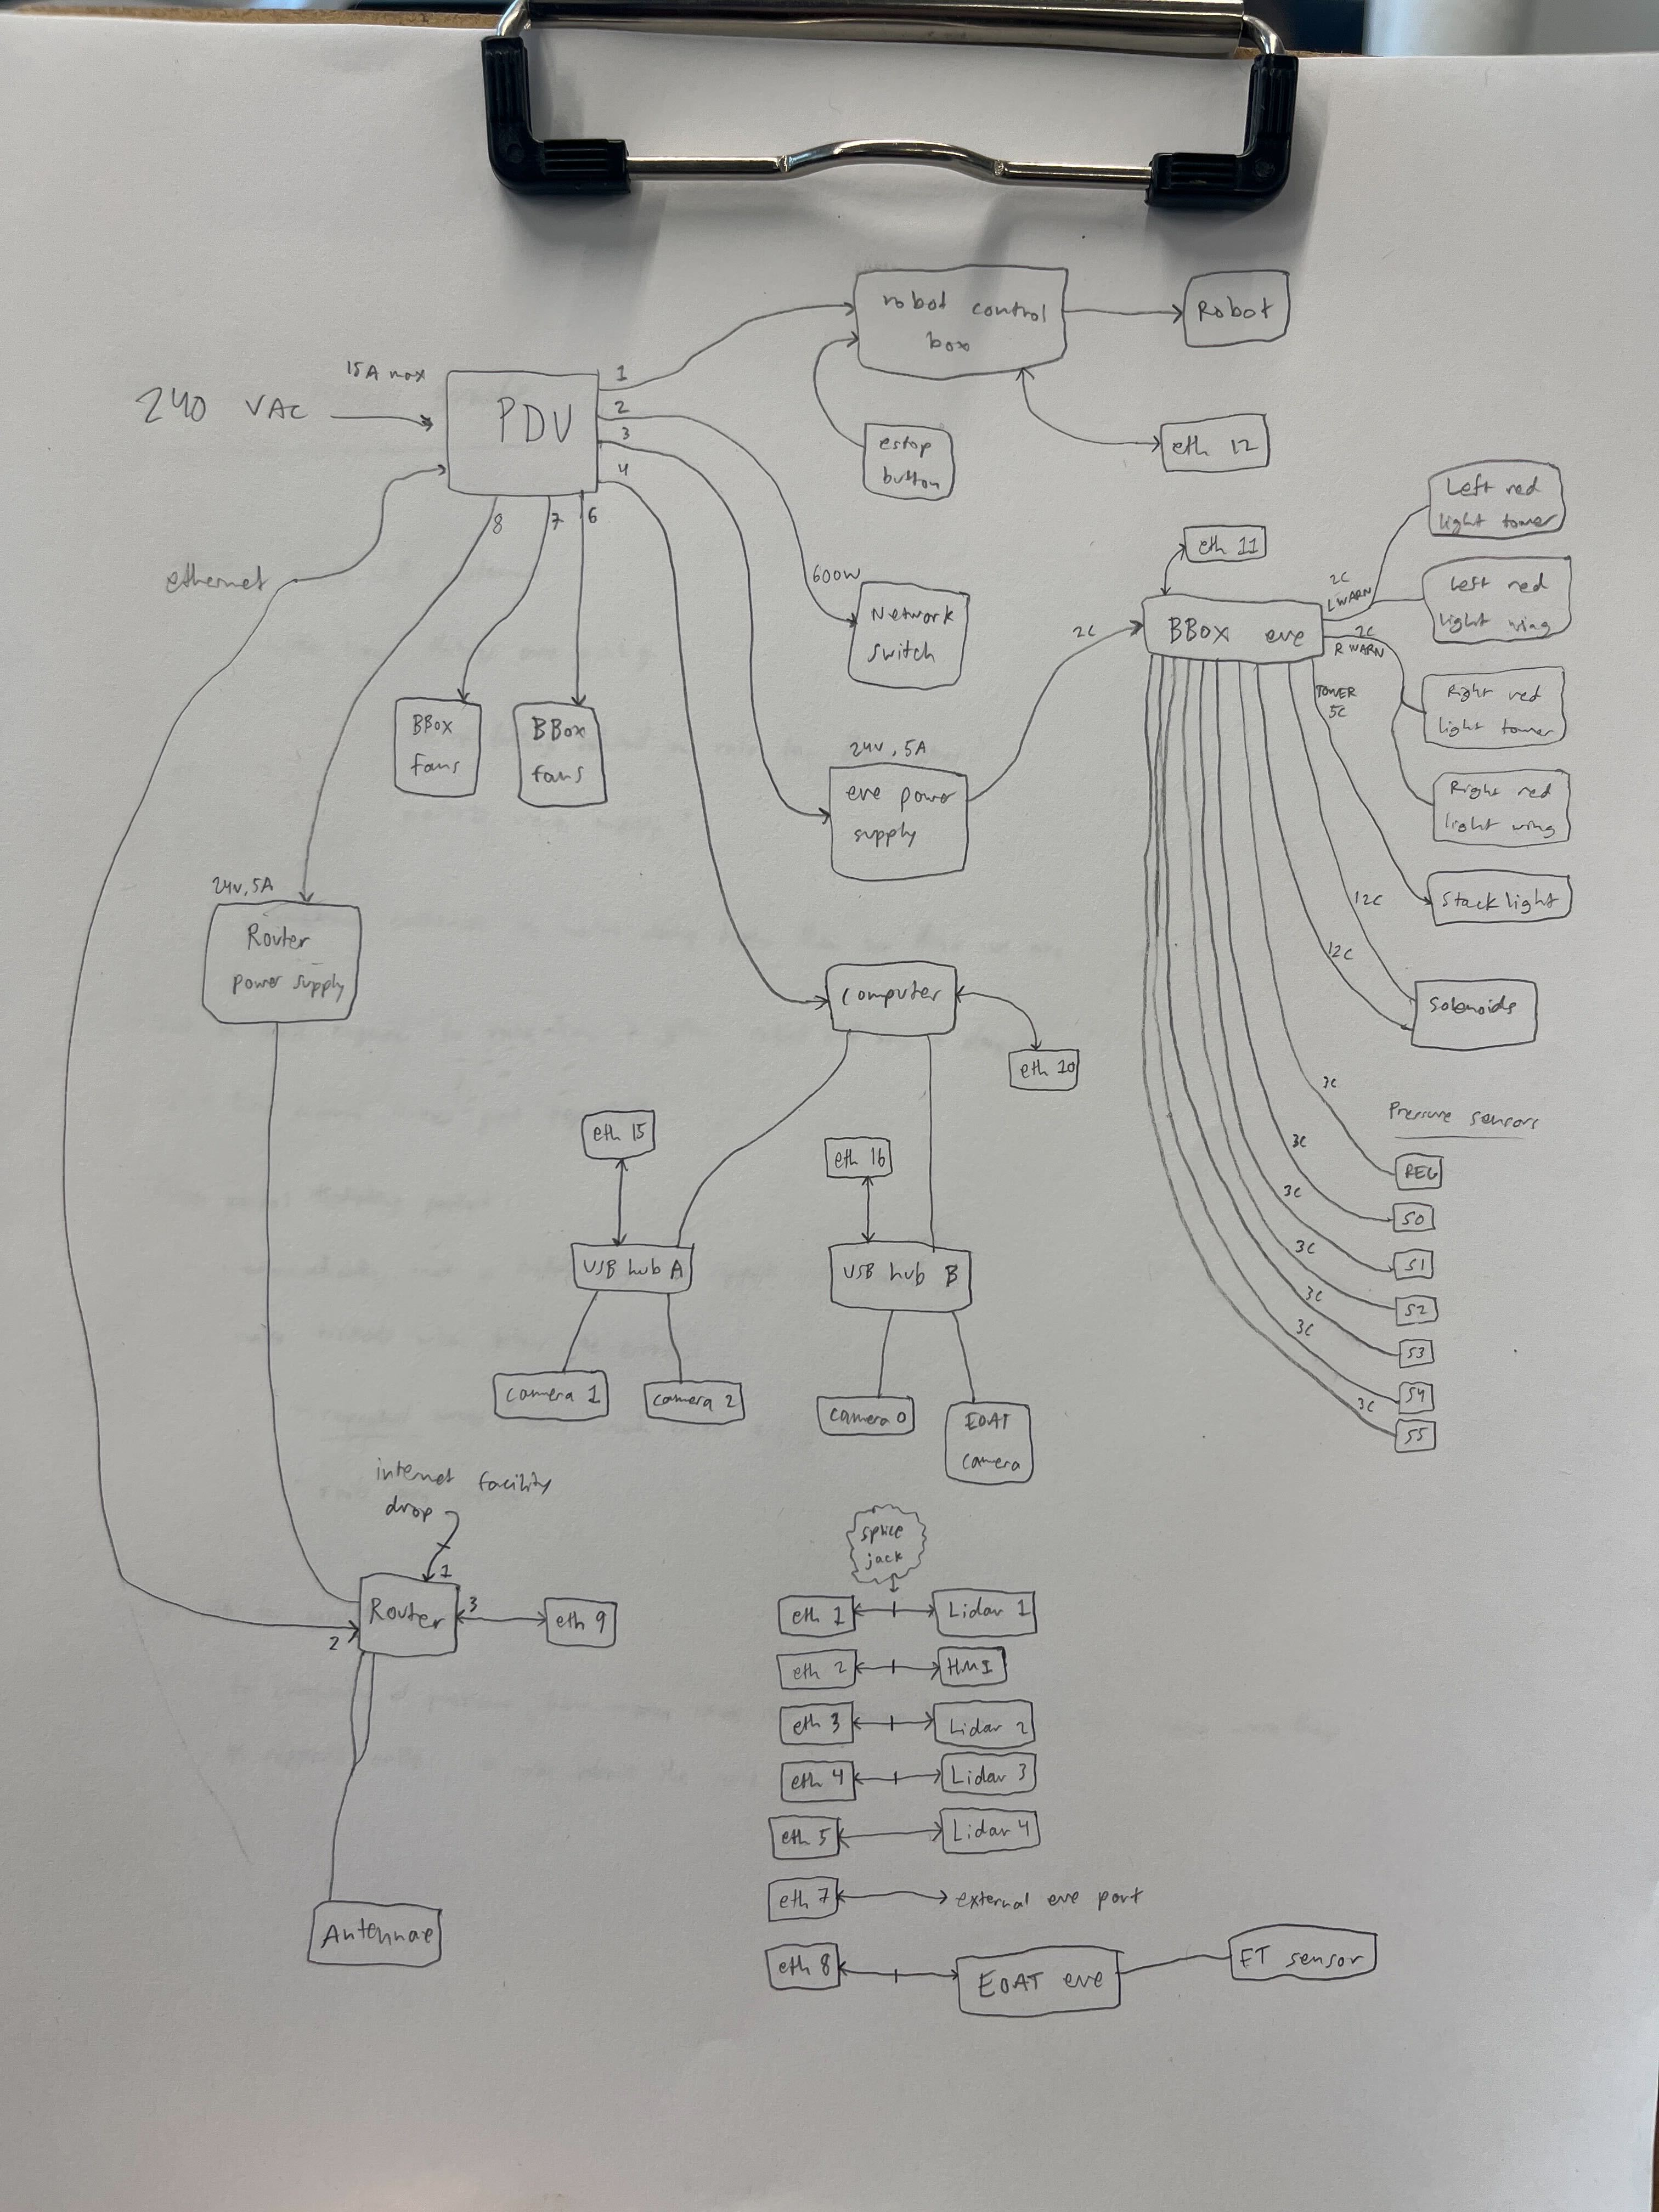 robot control
box
Robot
15A max
240 VAC
PDU
1
2
3
4
8
7
6
estop
button
eth 12
ethernet
Left red
light tower
eth 11
600W
Network
switch
2C
BBox eve
2C
L WARN
Left red
light wing
2C
R WARN
TOWER
5C
Right red
light tower
BBox
fans
BBox
fans
24V, 5A
eve power
supply
Right red
light wing
24V, 5A
Router
power supply
12C
Stack light
12C
Solenoids
Computer
eth 10
3C
Pressure sensors
eth 15
eth 16
3C
REG
3C
S0
USB hub A
USB hub B
3C
S1
3C
S2
3C
S3
camera 1
camera 2
camera 0
EOAT
camera
3C
S4
S5
internet facility
drop
splice
jack
1
Router
3
eth 9
2
eth 1
Lidar 1
eth 2
HMI
eth 3
Lidar 2
eth 4
Lidar 3
eth 5
Lidar 4
eth 7
external eve port
Antennae
eth 8
EOAT eve
FT sensor